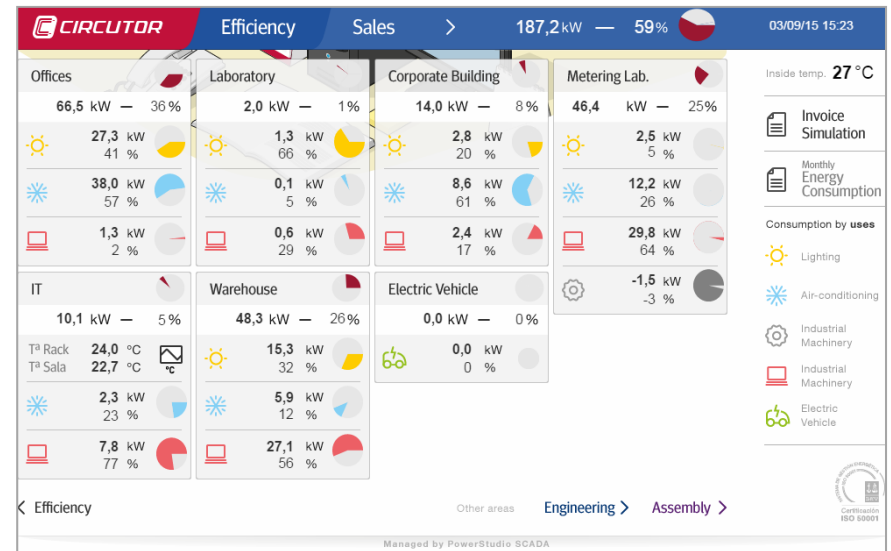 CIRCUTOR
Efficiency
Sales
>
187,2 kW — 59%
03/09/15 15:23
Offices
66,5 kW — 36%
27,3 kW
41 %
38,0 kW
57 %
1,3 kW
2 %
Laboratory
2,0 kW — 1%
1,3 kW
66 %
0,1 kW
5 %
0,6 kW
29 %
Corporate Building
14,0 kW — 8%
2,8 kW
20 %
8,6 kW
61 %
2,4 kW
17 %
Metering Lab.
46,4 kW — 25%
2,5 kW
5 %
12,2 kW
26 %
29,8 kW
64 %
-1,5 kW
-3 %
IT
10,1 kW — 5%
Tª Rack 24,0 °C
Tª Sala 22,7 °C
°C
2,3 kW
23 %
7,8 kW
77 %
Warehouse
48,3 kW — 26%
15,3 kW
32 %
5,9 kW
12 %
27,1 kW
56 %
Electric Vehicle
0,0 kW — 0%
0,0 kW
0 %
Inside temp. 27 °C
Invoice
Simulation
Monthly
Energy
Consumption
Consumption by uses
Lighting
Air-conditioning
Industrial
Machinery
Industrial
Machinery
Electric
Vehicle
Certificación
ISO 50001
< Efficiency
Other areas
Engineering >
Assembly >
Managed by PowerStudio SCADA